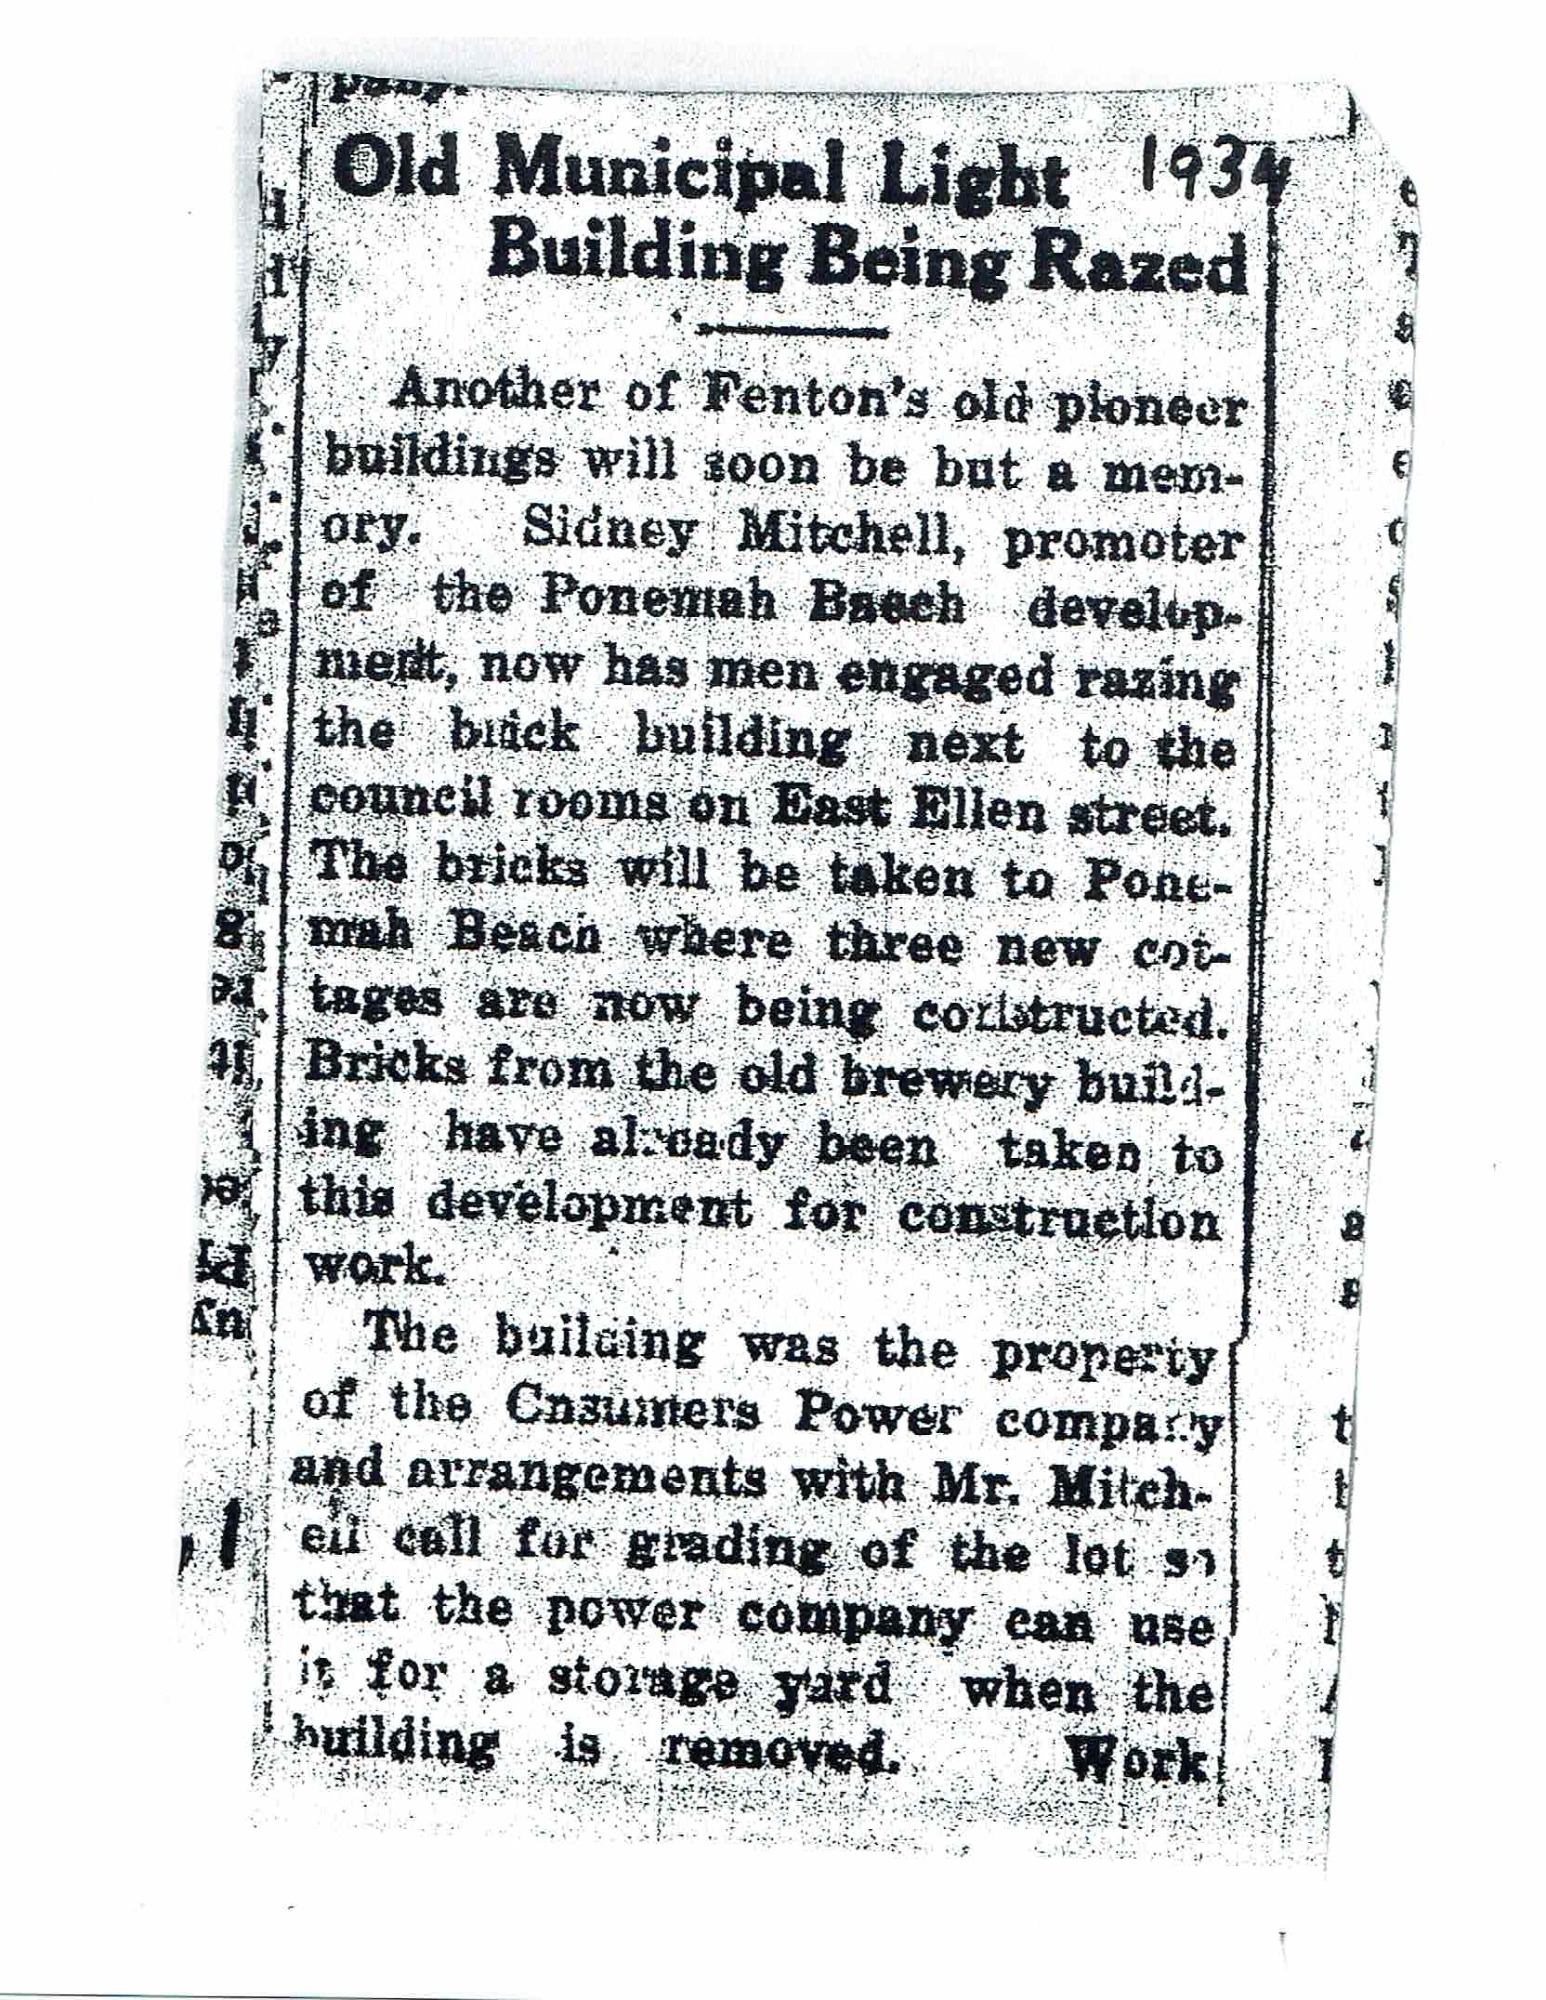 pany.
Old Municipal Light 1934
Building Being Razed
Another of Fenton's old pioneer
buildings will soon be but a mem-
ory. Sidney Mitchell, promoter
of the Ponemah Beach develop-
ment, now has men engaged razing
the brick building next to the
council rooms on East Ellen street.
The bricks will be taken to Pone-
mah Beach where three new cot-
tages are now being constructed.
Bricks from the old brewery build-
ing have already been taken to
this development for construction
work.
The building was the property
of the Cnsumers Power company
and arrangements with Mr. Mitch-
ell call for grading of the lot so
that the power company can use
it for a storage yard when the
building is removed. Work